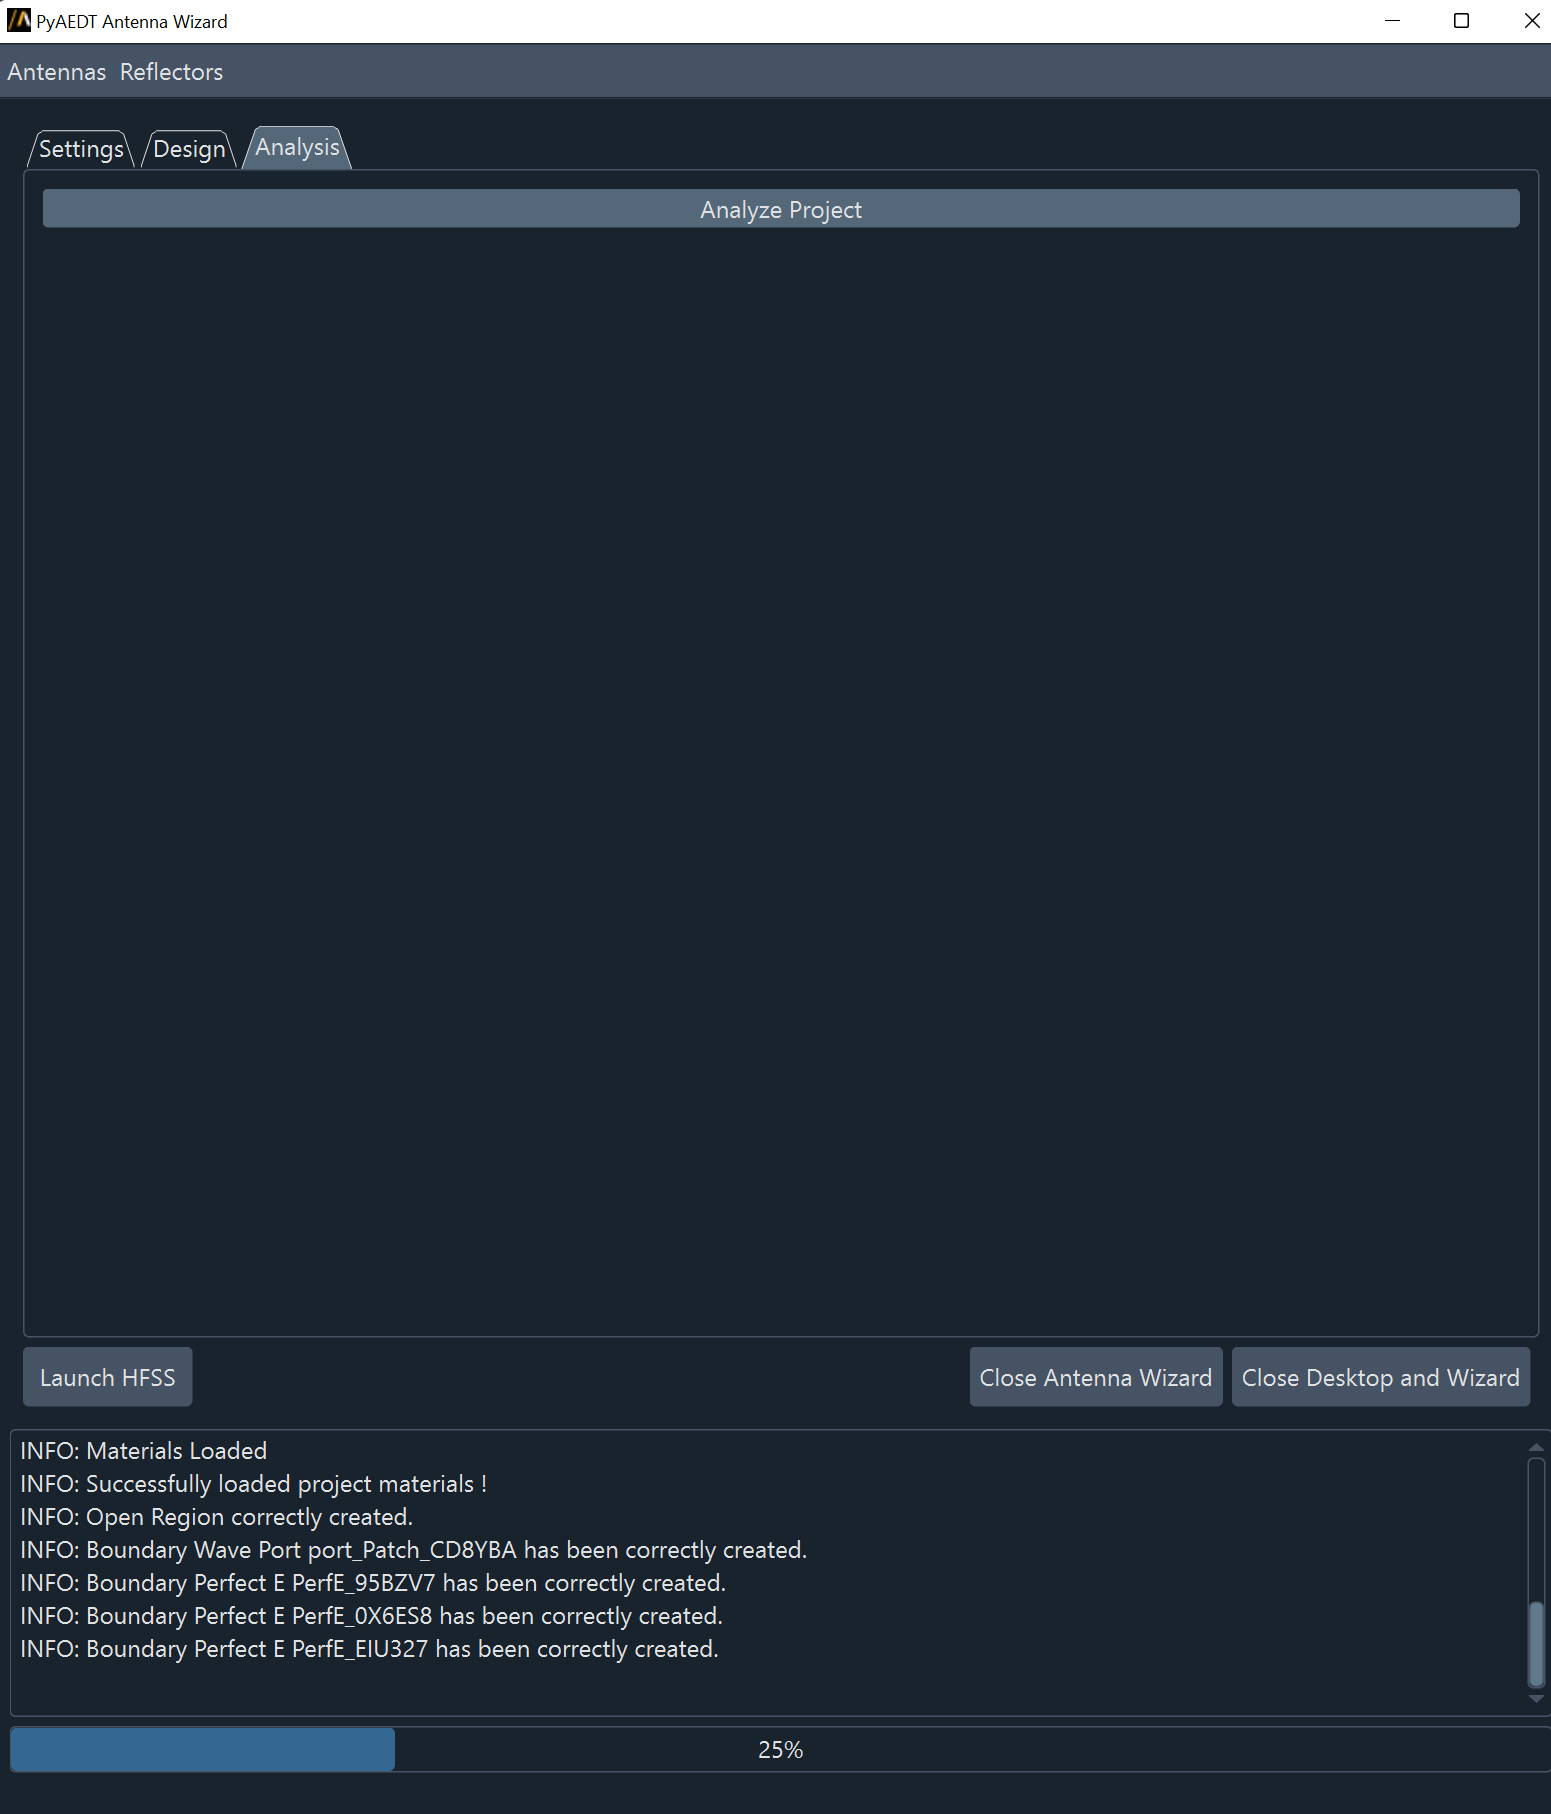 PyAEDT Antenna Wizard
Antennas Reflectors
Settings Design Analysis
Analyze Project
Launch HFSS Close Antenna Wizard Close Desktop and Wizard
INFO: Materials Loaded
INFO: Successfully loaded project materials !
INFO: Open Region correctly created.
INFO: Boundary Wave Port port_Patch_CD8YBA has been correctly created.
INFO: Boundary Perfect E PerfE_95BZV7 has been correctly created.
INFO: Boundary Perfect E PerfE_0X6ES8 has been correctly created.
INFO: Boundary Perfect E PerfE_EIU327 has been correctly created.
25%